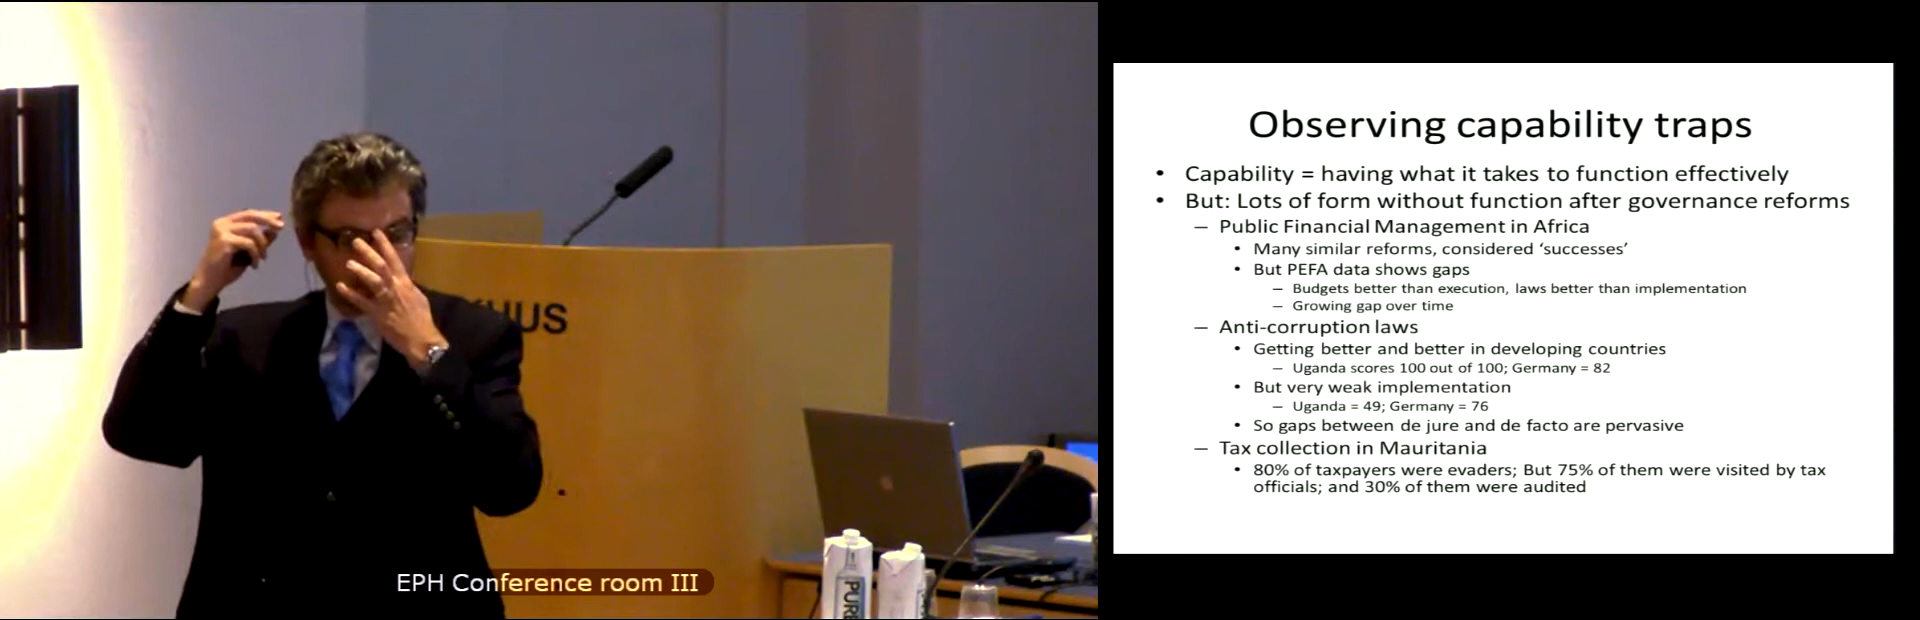 HUS
EPH Conference room III
PURE
Observing capability traps
• Capability = having what it takes to function effectively
• But: Lots of form without function after governance reforms
– Public Financial Management in Africa
• Many similar reforms, considered ‘successes’
• But PEFA data shows gaps
– Budgets better than execution, laws better than implementation
– Growing gap over time
– Anti-corruption laws
• Getting better and better in developing countries
– Uganda scores 100 out of 100; Germany = 82
• But very weak implementation
– Uganda = 49; Germany = 76
• So gaps between de jure and de facto are pervasive
– Tax collection in Mauritania
• 80% of taxpayers were evaders; But 75% of them were visited by tax
officials; and 30% of them were audited